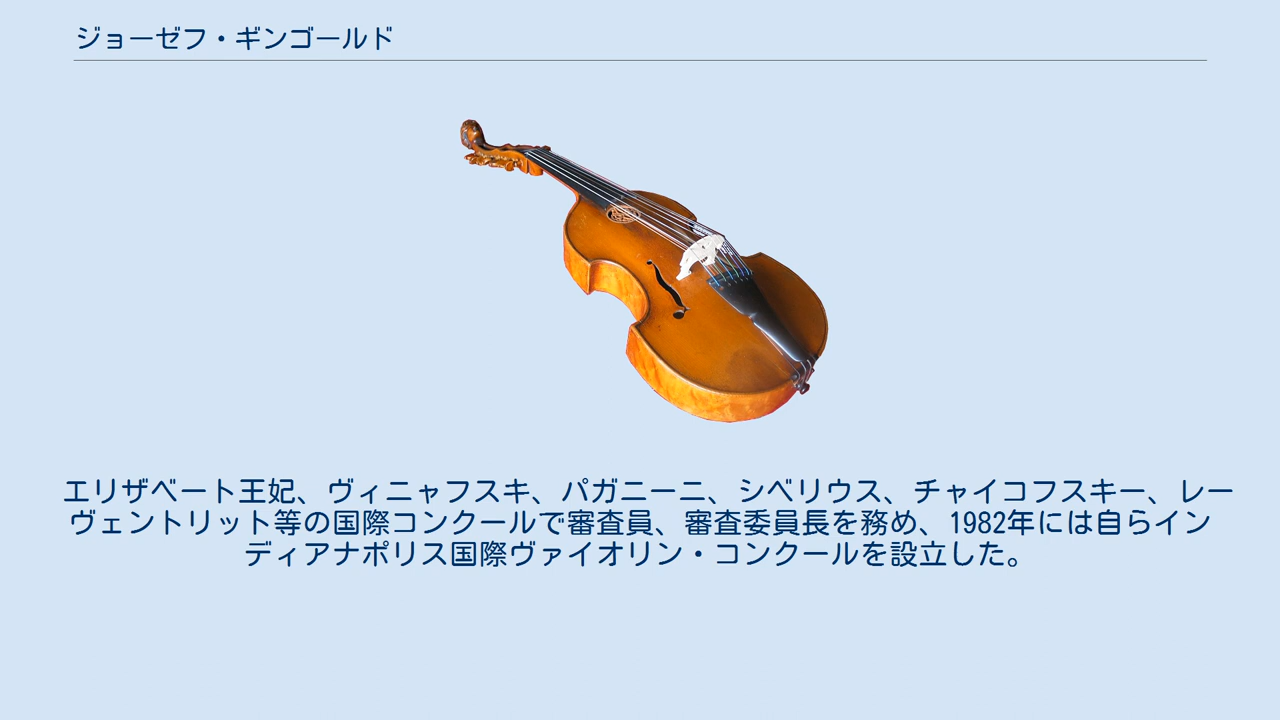 ジョーゼフ・ギンゴールド
エリザベート王妃、ヴィニャフスキ、パガニーニ、シベリウス、チャイコフスキー、レー
ヴェントリット等の国際コンクールで審査員、審査委員長を務め、1982年には自らイン
ディアナポリス国際ヴァイオリン・コンクールを設立した。